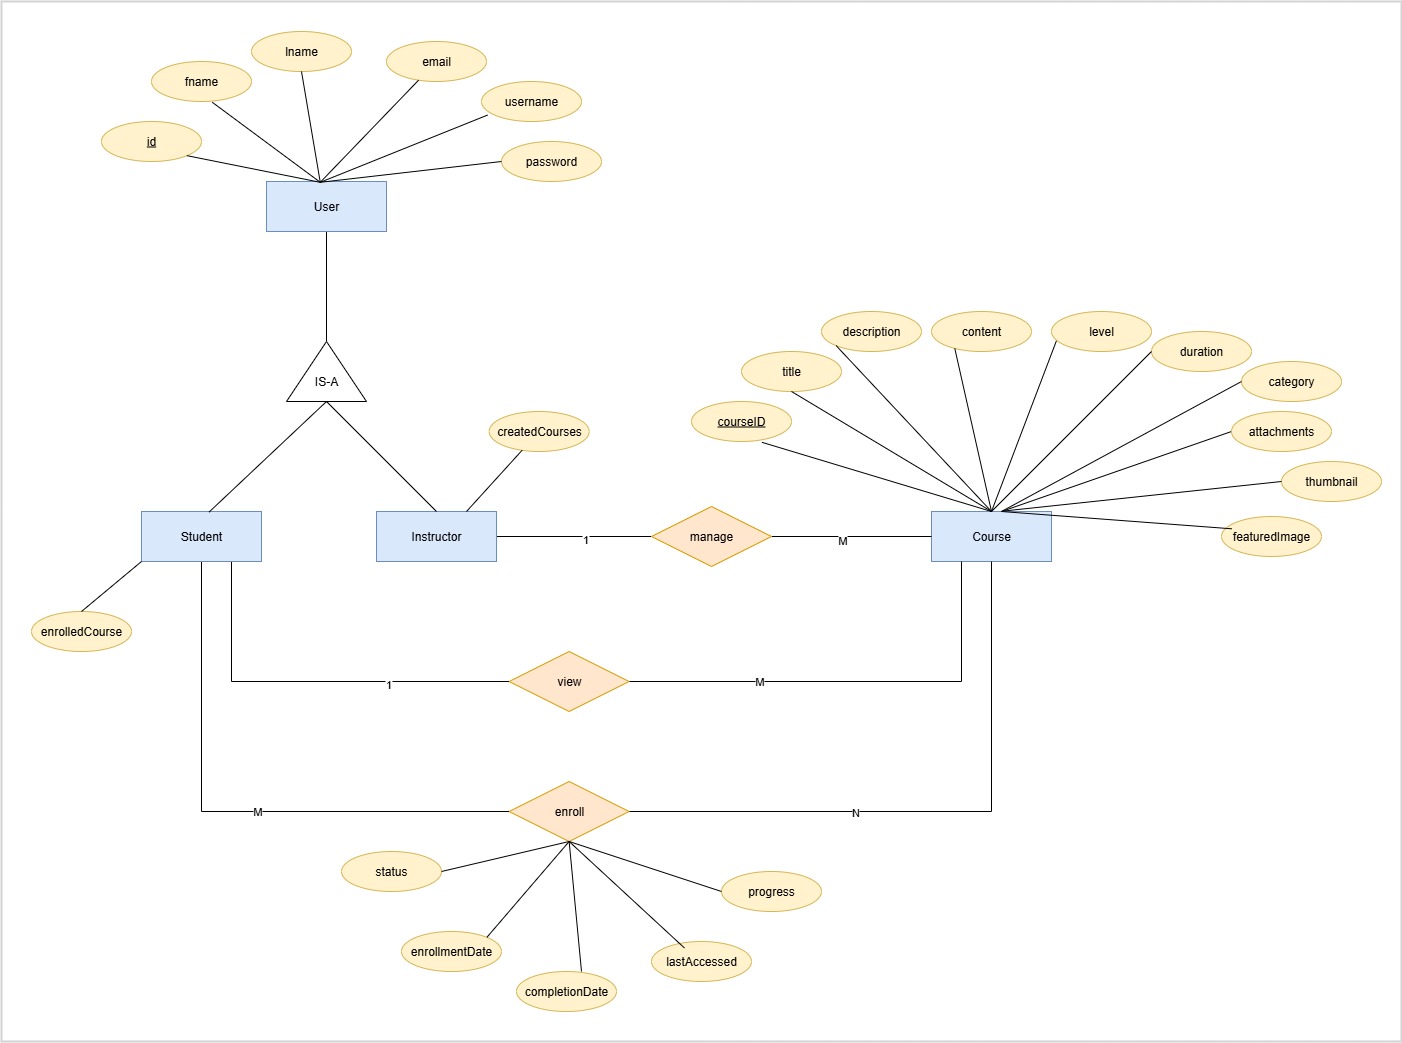 lname
email
fname
username
id
password
User
description
content
level
duration
title
IS-A
category
courseID
createdCourses
attachments
thumbnail
Student
Instructor
1
manage
M
Course
featuredImage
enrolledCourse
1
view
M
M
enroll
N
status
progress
enrollmentDate
lastAccessed
completionDate